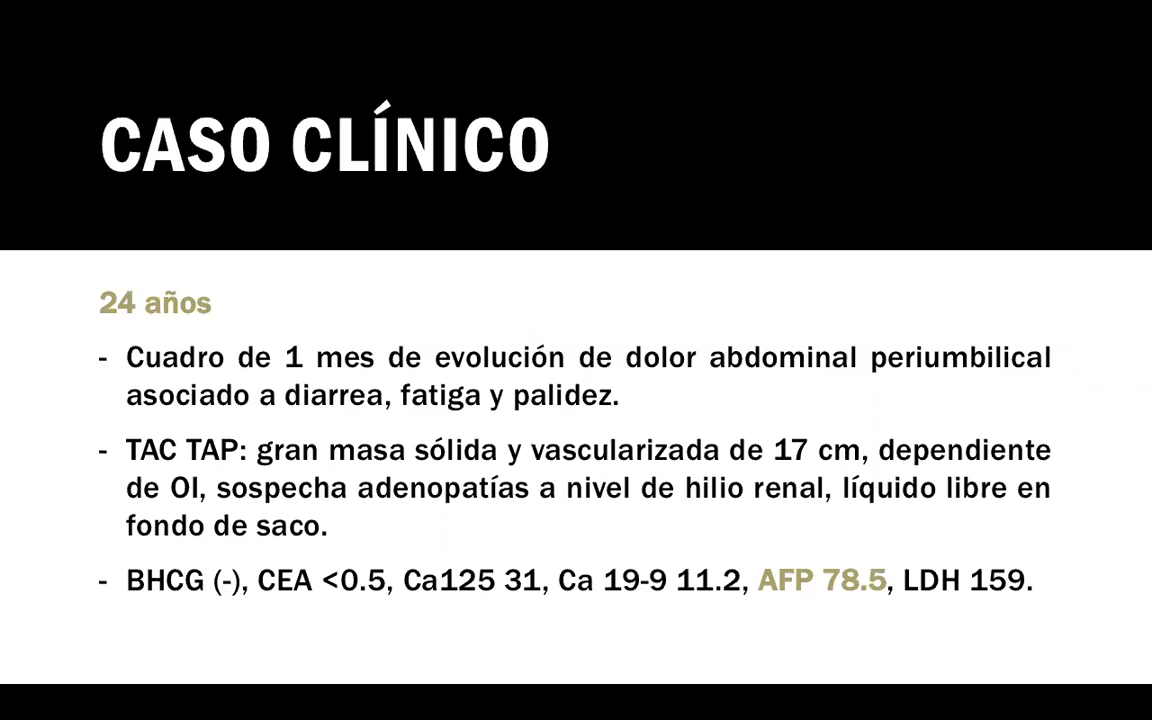 CASO CLÍNICO
24 años
- Cuadro de 1 mes de evolución de dolor abdominal periumbilical
asociado a diarrea, fatiga y palidez.
- TAC TAP: gran masa sólida y vascularizada de 17 cm, dependiente
de OI, sospecha adenopatías a nivel de hilio renal, líquido libre en
fondo de saco.
- BHCG (-), CEA <0.5, Ca125 31, Ca 19-9 11.2, AFP 78.5, LDH 159.